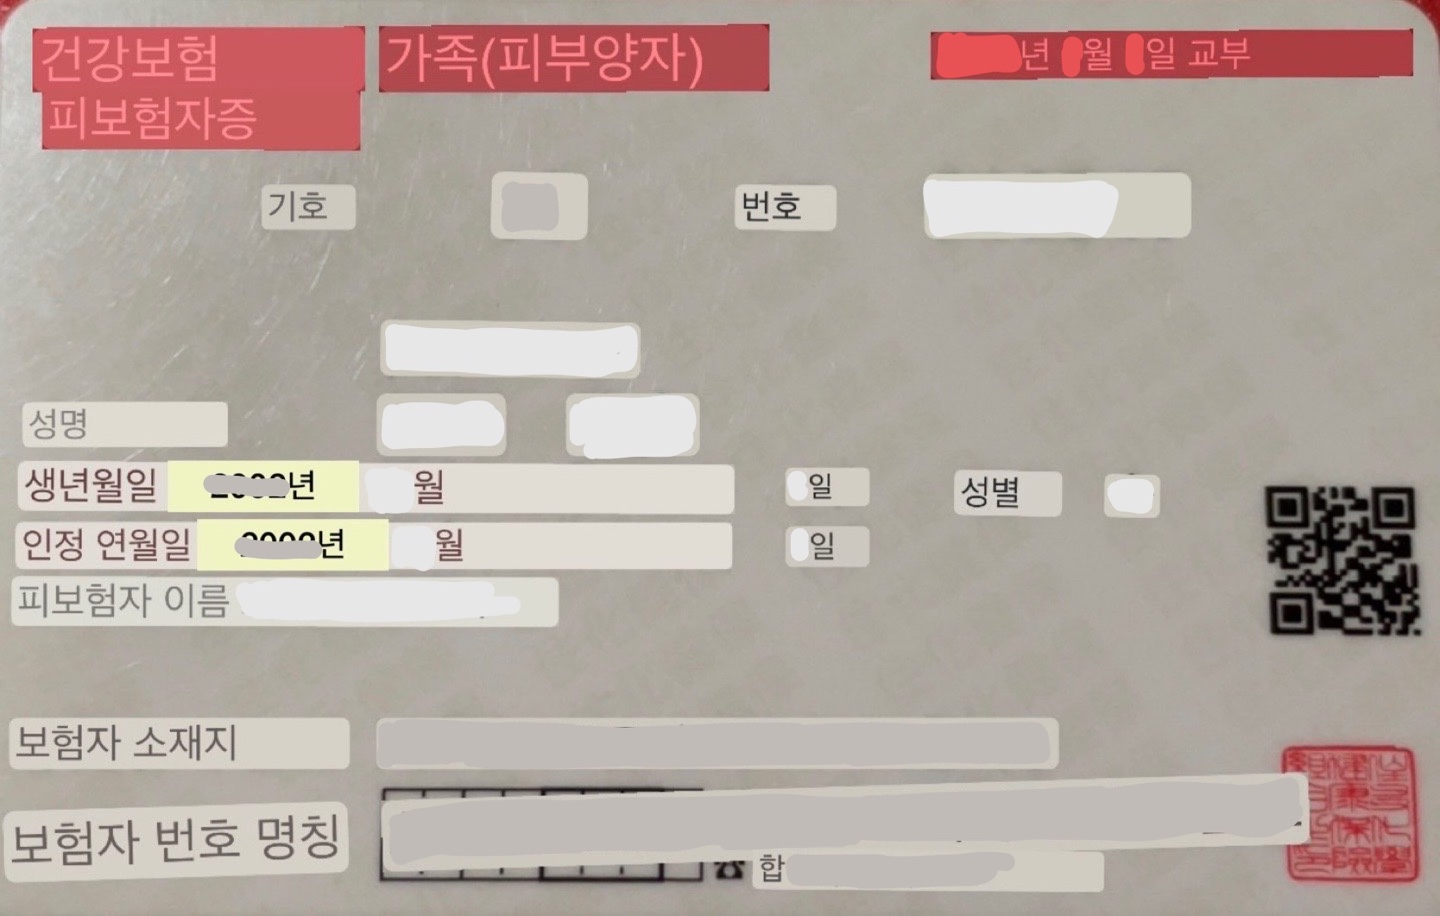 건강보험 가족(피부양자) 년 월 일 교부
피보험자증
기호 번호
성명
생년월일 년 월 일 성별
인정 연월일 년 월 일
피보험자 이름
보험자 소재지
보험자 번호 명칭
☎ 합